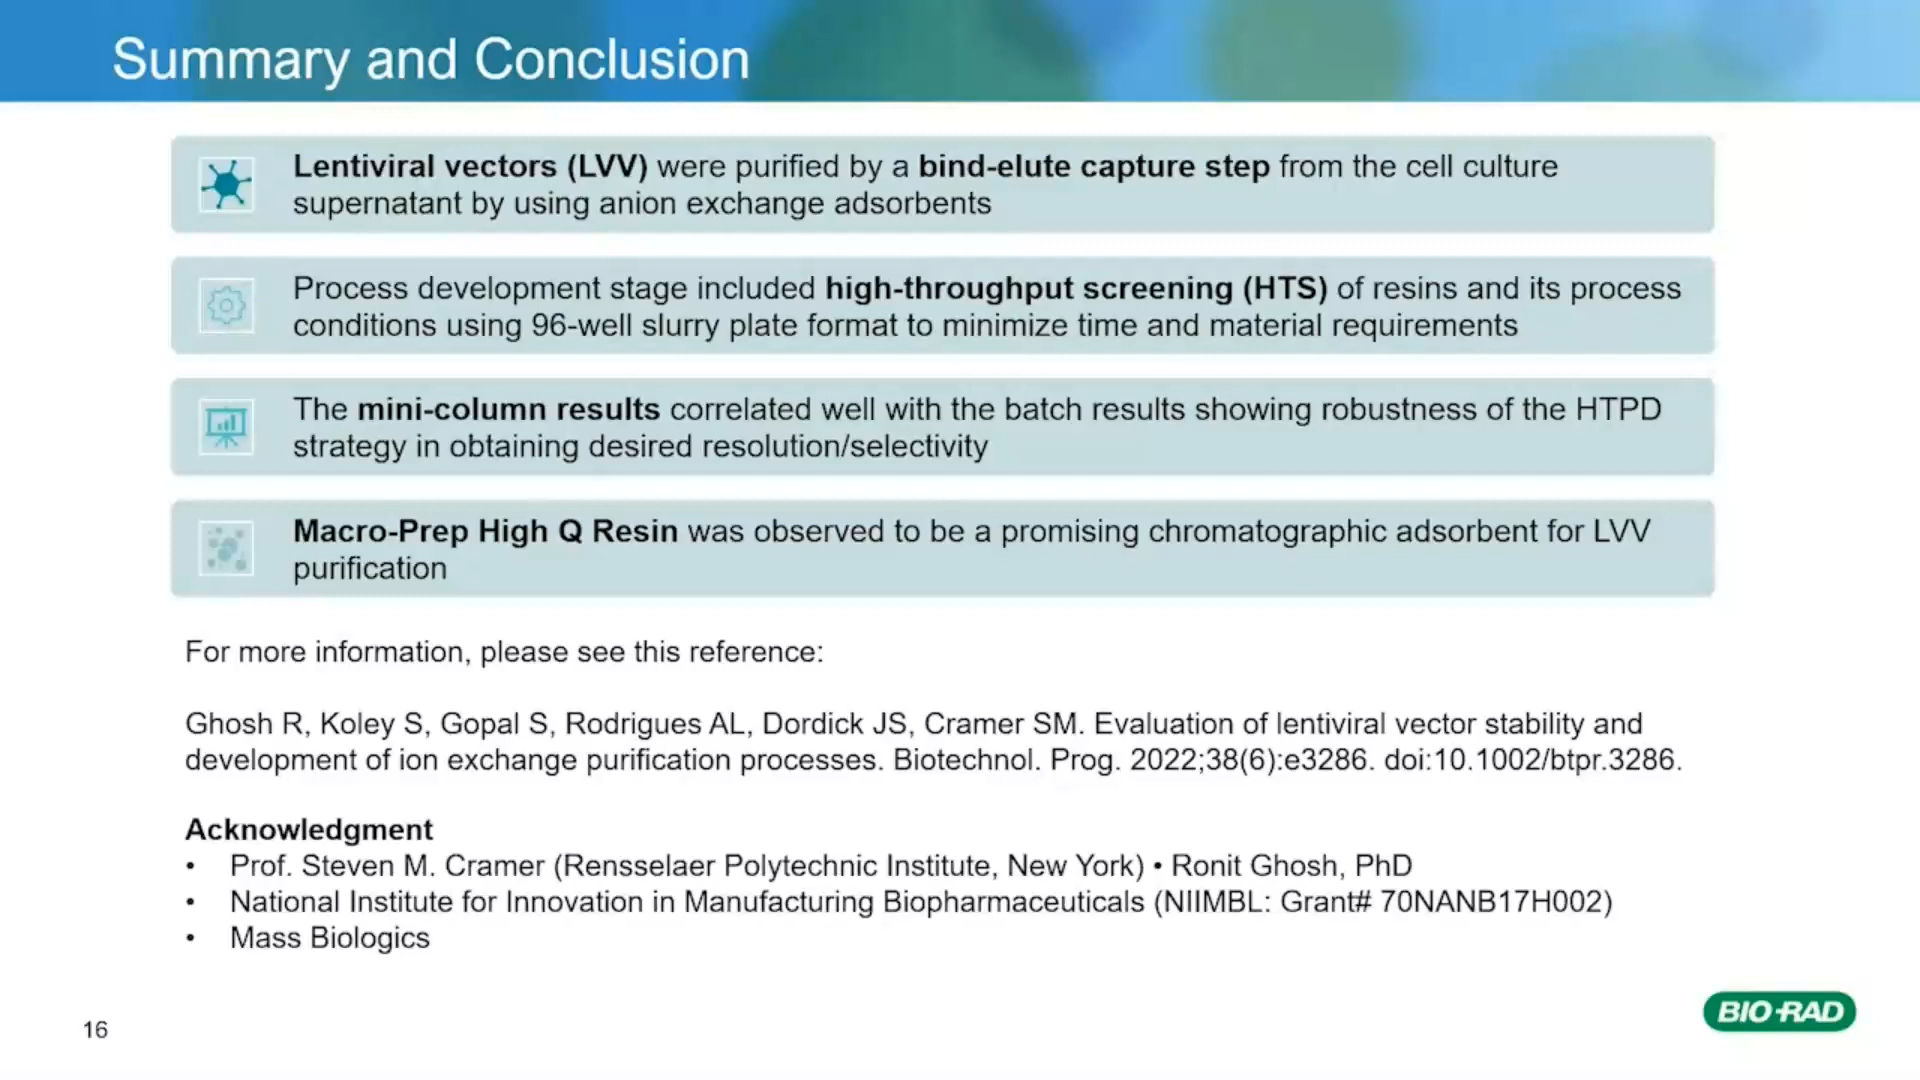 Summary and Conclusion
Lentiviral vectors (LVV) were purified by a bind-elute capture step from the cell culture
supernatant by using anion exchange adsorbents
Process development stage included high-throughput screening (HTS) of resins and its process
conditions using 96-well slurry plate format to minimize time and material requirements
The mini-column results correlated well with the batch results showing robustness of the HTPD
strategy in obtaining desired resolution/selectivity
Macro-Prep High Q Resin was observed to be a promising chromatographic adsorbent for LVV
purification
For more information, please see this reference:
Ghosh R, Koley S, Gopal S, Rodrigues AL, Dordick JS, Cramer SM. Evaluation of lentiviral vector stability and
development of ion exchange purification processes. Biotechnol. Prog. 2022;38(6):e3286. doi:10.1002/btpr.3286.
Acknowledgment
• Prof. Steven M. Cramer (Rensselaer Polytechnic Institute, New York) • Ronit Ghosh, PhD
• National Institute for Innovation in Manufacturing Biopharmaceuticals (NIIMBL: Grant# 70NANB17H002)
• Mass Biologics
16
BIO-RAD